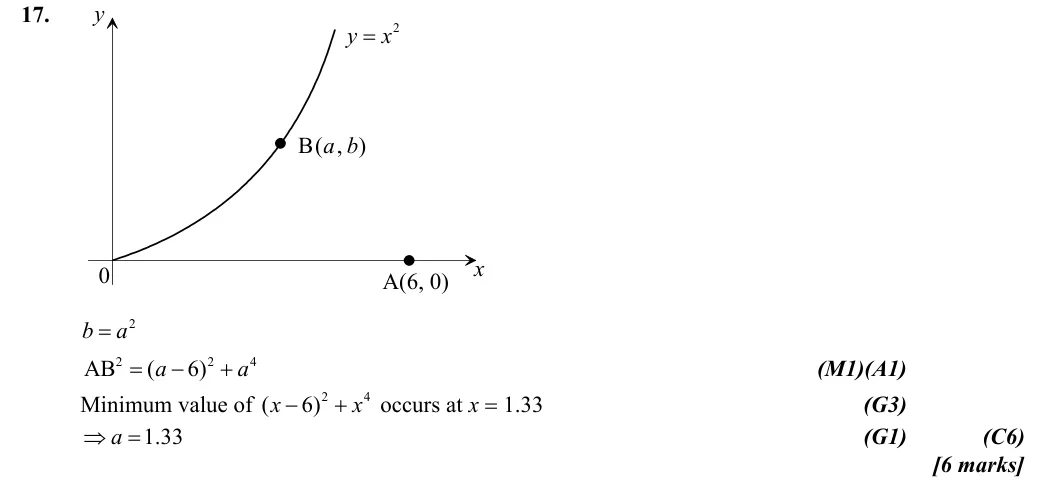 17.
y
y = x²
B(a, b)
0
A(6, 0)
x
b = a²
AB² = (a − 6)² + a⁴ (M1)(A1)
Minimum value of (x − 6)² + x⁴ occurs at x = 1.33 (G3)
⇒ a = 1.33 (G1) (C6)
[6 marks]